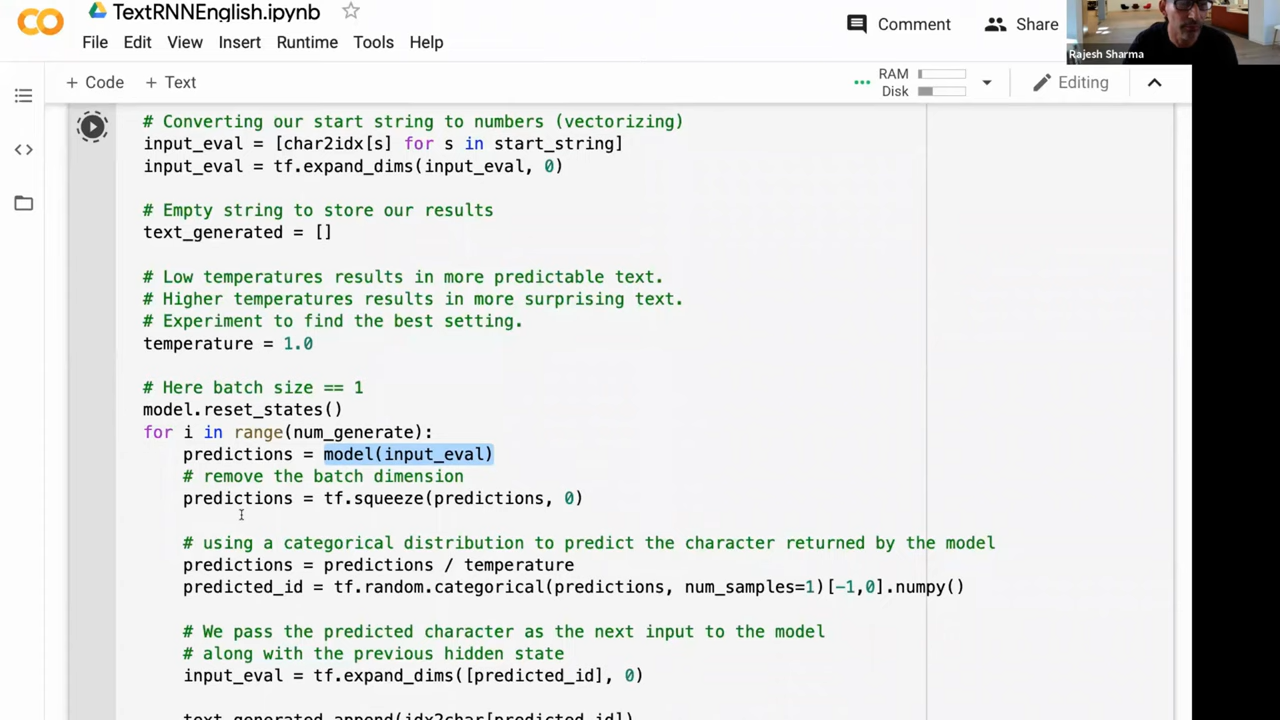 TextRNNEnglish.ipynb
File Edit View Insert Runtime Tools Help
Comment Share
Rajesh Sharma
+ Code + Text
RAM
Disk
Editing
# Converting our start string to numbers (vectorizing)
input_eval = [char2idx[s] for s in start_string]
input_eval = tf.expand_dims(input_eval, 0)
# Empty string to store our results
text_generated = []
# Low temperatures results in more predictable text.
# Higher temperatures results in more surprising text.
# Experiment to find the best setting.
temperature = 1.0
# Here batch size == 1
model.reset_states()
for i in range(num_generate):
predictions = model(input_eval)
# remove the batch dimension
predictions = tf.squeeze(predictions, 0)
# using a categorical distribution to predict the character returned by the model
predictions = predictions / temperature
predicted_id = tf.random.categorical(predictions, num_samples=1)[-1,0].numpy()
# We pass the predicted character as the next input to the model
# along with the previous hidden state
input_eval = tf.expand_dims([predicted_id], 0)
text_generated.append(idx2char[predicted_id])